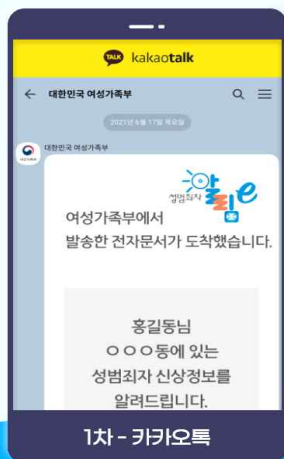 TALK kakaotalk
대한민국 여성가족부
2021년 6월 17일 목요일
대한민국 여성가족부
성범죄자 알림e
여성가족부에서
발송한 전자문서가 도착했습니다.
홍길동님
○○○동에 있는
성범죄자 신상정보를
알려드립니다.
1차 - 카카오톡